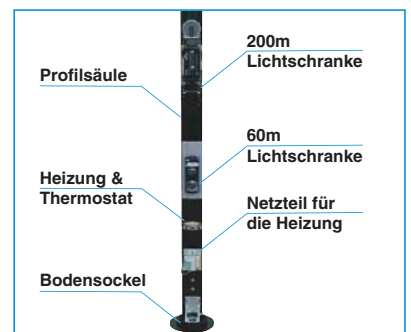 200m
Lichtschranke
Profilsäule
60m
Lichtschranke
Heizung &
Thermostat
Netzteil für
die Heizung
Bodensockel